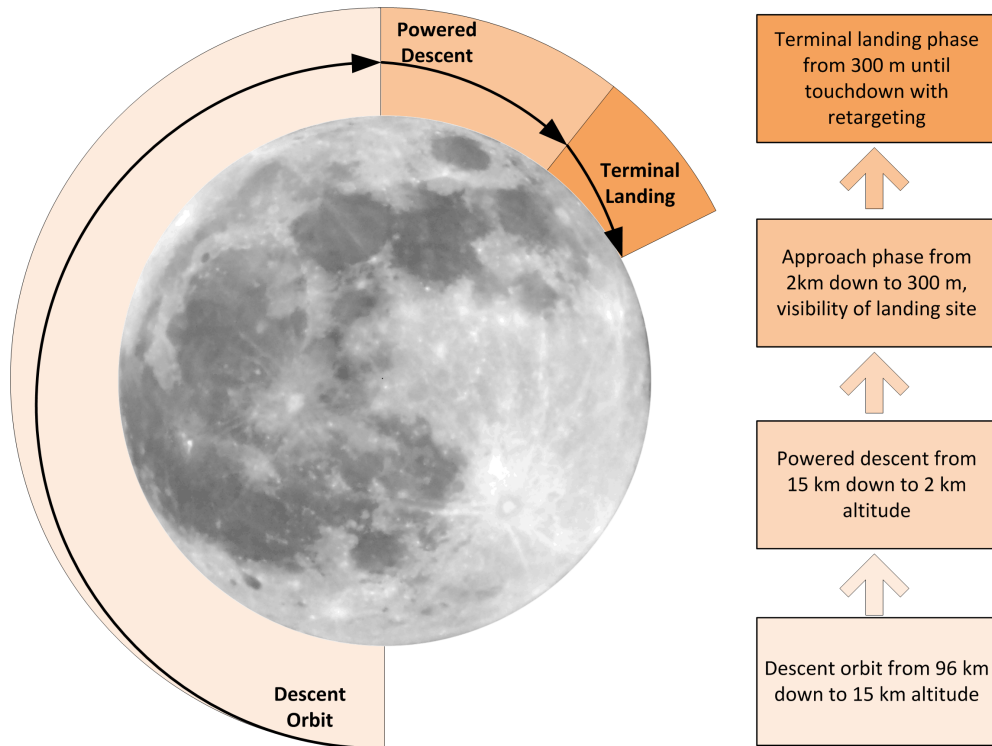 Powered
Descent
Terminal
Landing
Descent
Orbit
Terminal landing phase
from 300 m until
touchdown with
retargeting
Approach phase from
2km down to 300 m,
visibility of landing site
Powered descent from
15 km down to 2 km
altitude
Descent orbit from 96 km
down to 15 km altitude